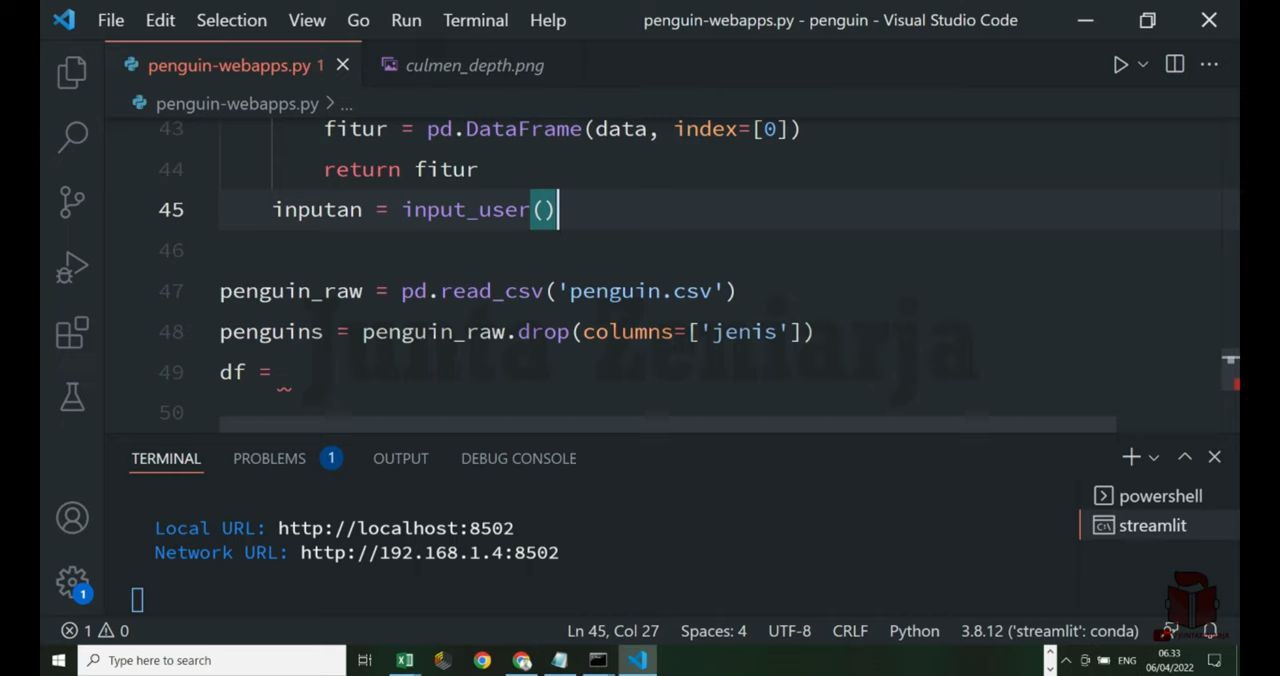 File Edit Selection View Go Run Terminal Help penguin-webapps.py - penguin - Visual Studio Code
penguin-webapps.py 1 culmen_depth.png
penguin-webapps.py > ...
43 fitur = pd.DataFrame(data, index=[0])
44 return fitur
45 inputan = input_user()
46
47 penguin_raw = pd.read_csv('penguin.csv')
48 penguins = penguin_raw.drop(columns=['jenis'])
49 df =
50
Junta Zeniarja
TERMINAL PROBLEMS 1 OUTPUT DEBUG CONSOLE
powershell
streamlit
Local URL: http://localhost:8502
Network URL: http://192.168.1.4:8502
1
1 0 Ln 45, Col 27 Spaces: 4 UTF-8 CRLF Python 3.8.12 ('streamlit': conda)
Type here to search ENG 06.33
06/04/2022